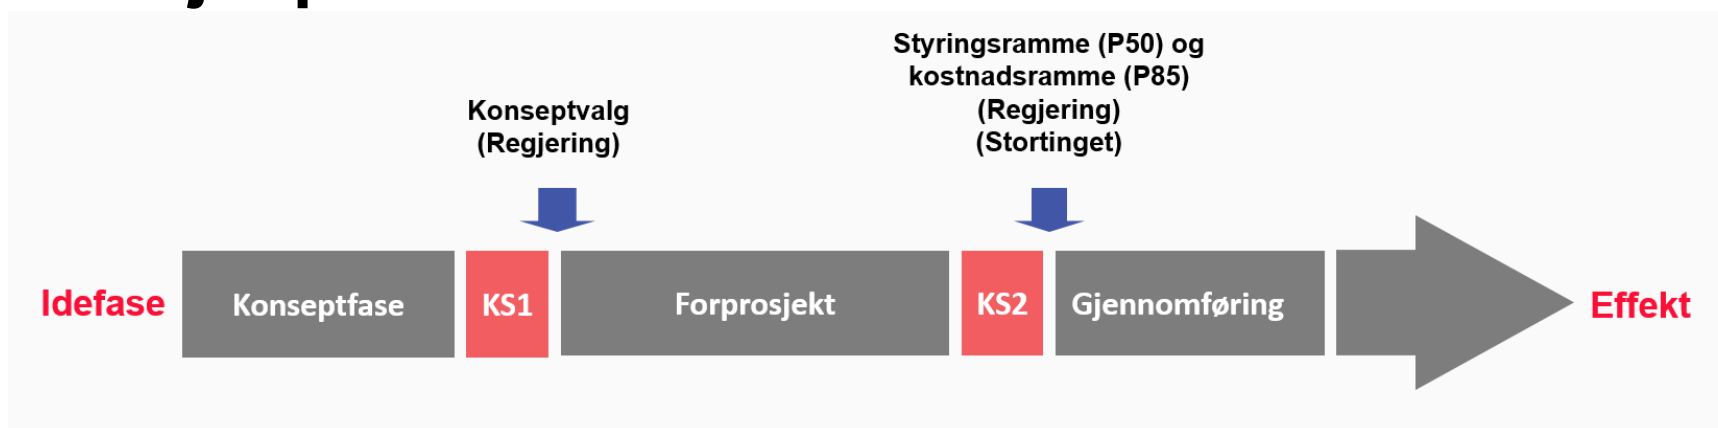 Konseptvalg
(Regjering)
Styringsramme (P50) og
kostnadsramme (P85)
(Regjering)
(Stortinget)
Idefase
Konseptfase
KS1
Forprosjekt
KS2
Gjennomføring
Effekt